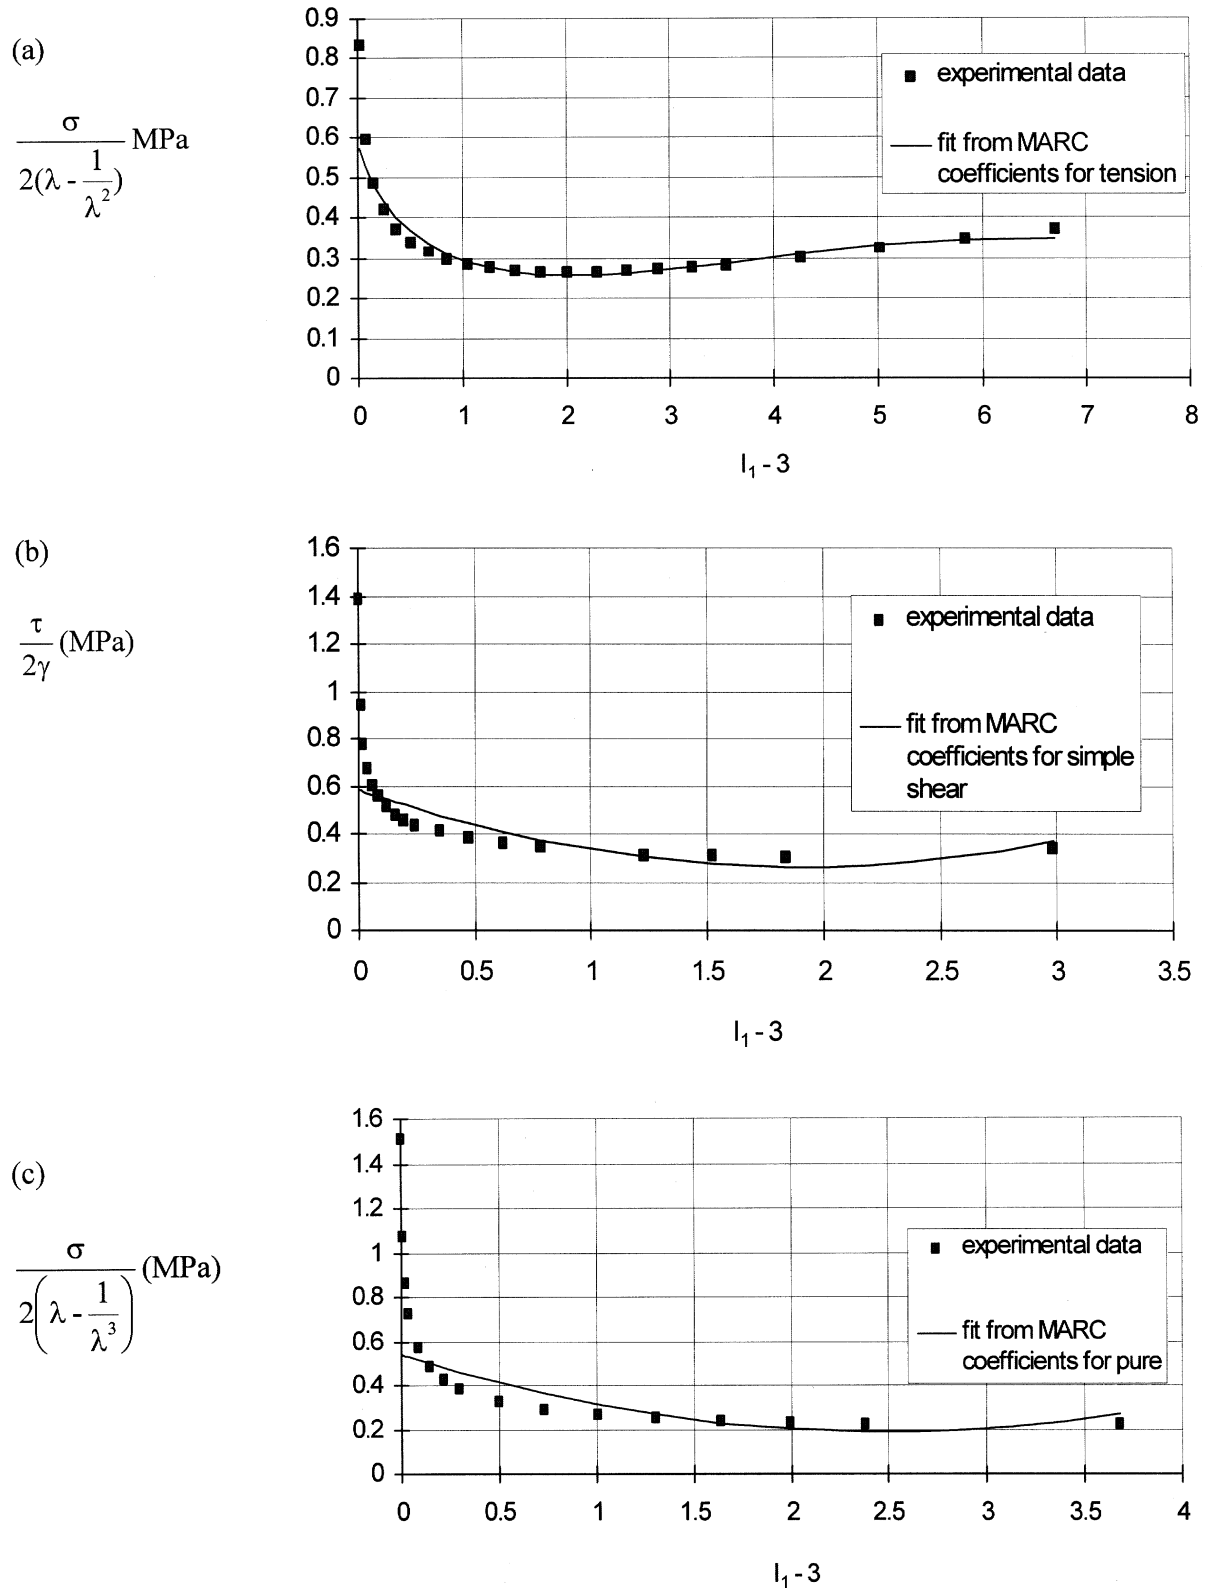 (a)
σ / 2(λ - 1/λ²) MPa
0.9
0.8
0.7
0.6
0.5
0.4
0.3
0.2
0.1
0
0 1 2 3 4 5 6 7 8
I₁ - 3
experimental data
fit from MARC
coefficients for tension
(b)
τ / 2γ (MPa)
1.6
1.4
1.2
1
0.8
0.6
0.4
0.2
0
0 0.5 1 1.5 2 2.5 3 3.5
I₁ - 3
experimental data
fit from MARC
coefficients for simple
shear
(c)
σ / 2(λ - 1/λ³) (MPa)
1.6
1.4
1.2
1
0.8
0.6
0.4
0.2
0
0 0.5 1 1.5 2 2.5 3 3.5 4
I₁ - 3
experimental data
fit from MARC
coefficients for pure